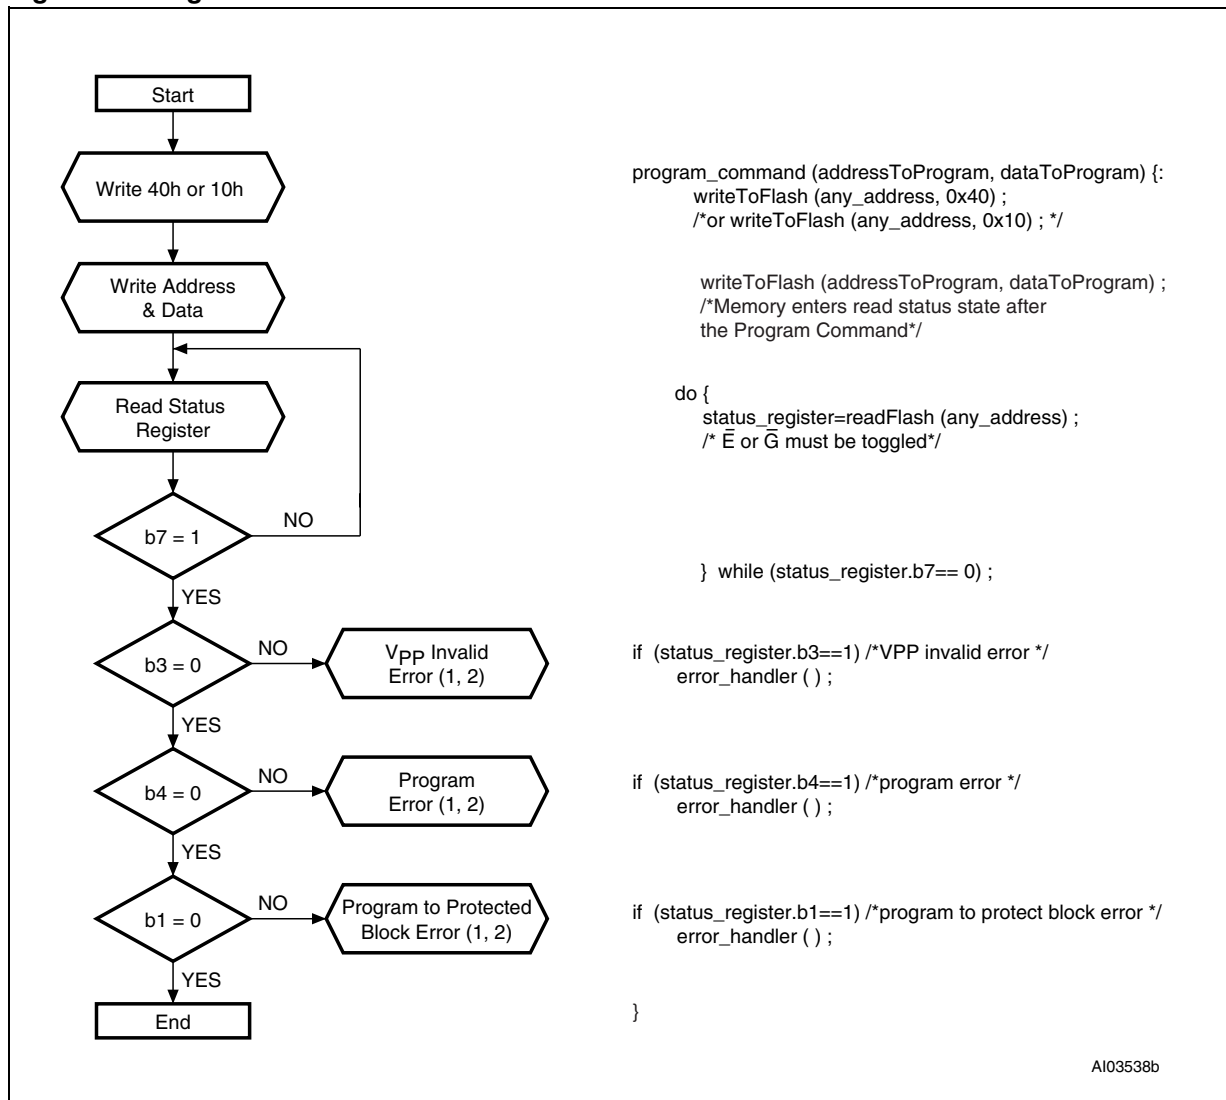 Start
Write 40h or 10h
Write Address
& Data
Read Status
Register
b7 = 1
NO
YES
b3 = 0
NO
VPP Invalid
Error (1, 2)
YES
b4 = 0
NO
Program
Error (1, 2)
YES
b1 = 0
NO
Program to Protected
Block Error (1, 2)
YES
End
program_command (addressToProgram, dataToProgram) {:
writeToFlash (any_address, 0x40) ;
/*or writeToFlash (any_address, 0x10) ; */
writeToFlash (addressToProgram, dataToProgram) ;
/*Memory enters read status state after
the Program Command*/
do {
status_register=readFlash (any_address) ;
/* E̅ or G̅ must be toggled*/
} while (status_register.b7== 0) ;
if (status_register.b3==1) /*VPP invalid error */
error_handler ( ) ;
if (status_register.b4==1) /*program error */
error_handler ( ) ;
if (status_register.b1==1) /*program to protect block error */
error_handler ( ) ;
}
AI03538b